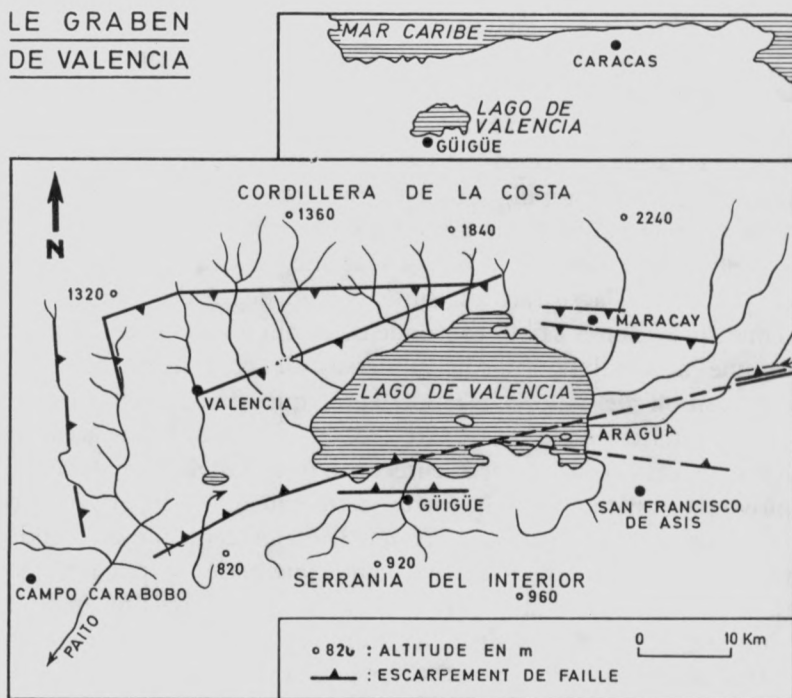 LE GRABEN
DE VALENCIA
MAR CARIBE
CARACAS
LAGO DE
VALENCIA
GÜIGÜE
CORDILLERA DE LA COSTA
1360
1840
2240
N
1320
MARACAY
LAGO DE VALENCIA
VALENCIA
ARAGUA
GÜIGÜE
SAN FRANCISCO
DE ASIS
820
920
SERRANIA DEL INTERIOR
960
CAMPO CARABOBO
PAITO
820 : ALTITUDE EN m
: ESCARPEMENT DE FAILLE
0 10 Km